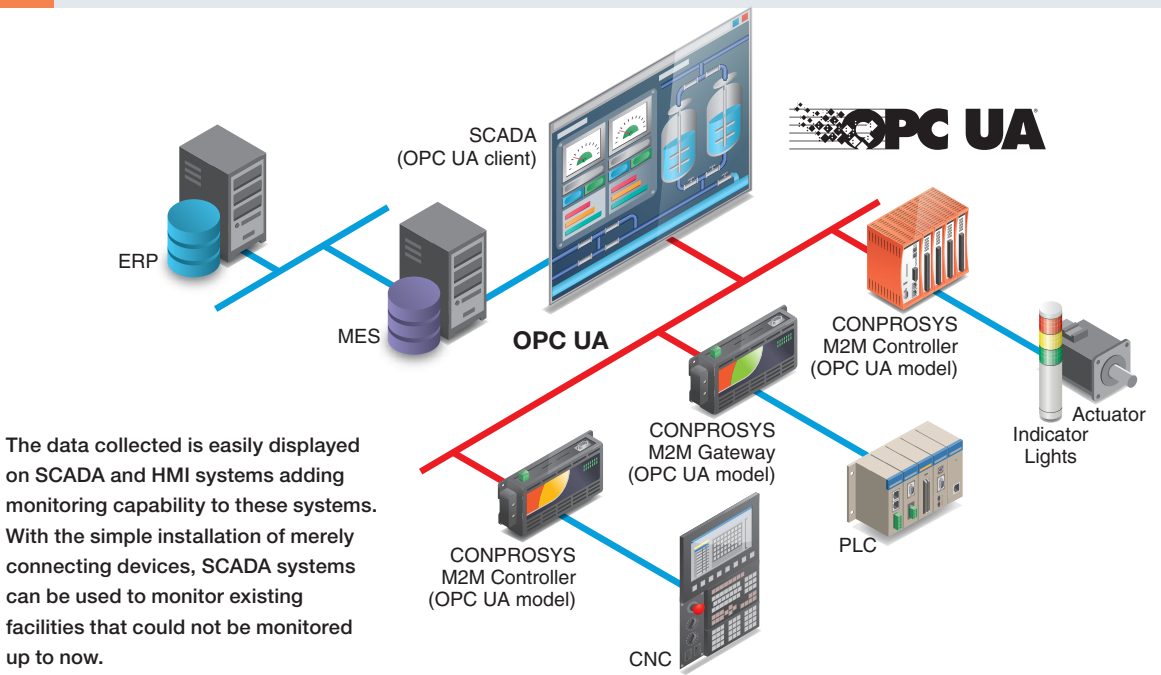 SCADA
(OPC UA client)
OPC UA
ERP
MES
OPC UA
CONPROSYS
M2M Controller
(OPC UA model)
Actuator
Indicator
Lights
CONPROSYS
M2M Gateway
(OPC UA model)
PLC
The data collected is easily displayed
on SCADA and HMI systems adding
monitoring capability to these systems.
With the simple installation of merely
connecting devices, SCADA systems
can be used to monitor existing
facilities that could not be monitored
up to now.
CONPROSYS
M2M Controller
(OPC UA model)
CNC